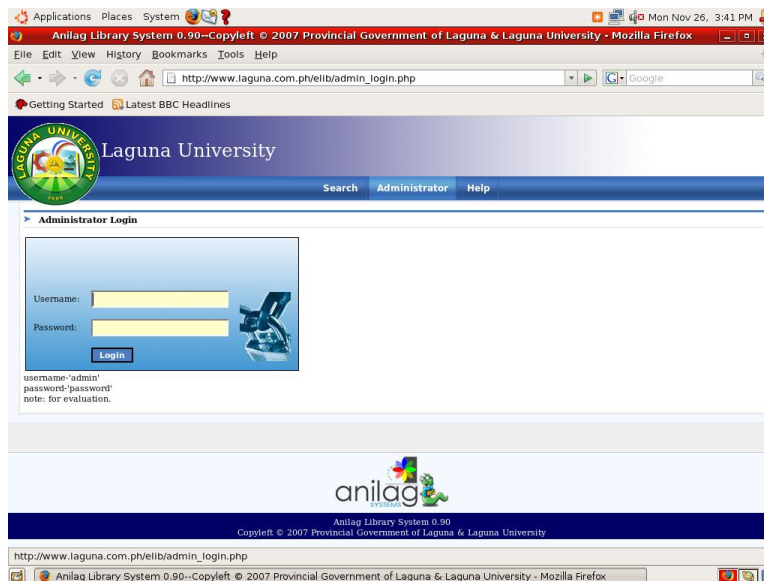 Applications Places System Mon Nov 26, 3:41 PM
Anilag Library System 0.90--Copyleft © 2007 Provincial Government of Laguna & Laguna University - Mozilla Firefox
File Edit View History Bookmarks Tools Help
http://www.laguna.com.ph/elib/admin_login.php G Google
Getting Started Latest BBC Headlines
LAGUNA UNIVERSITY
2006
Laguna University
Search Administrator Help
Administrator Login
Username:
Password:
Login
username-'admin'
password-'password'
note: for evaluation.
anilag
SYSTEMS
Anilag Library System 0.90
Copyleft © 2007 Provincial Government of Laguna & Laguna University
http://www.laguna.com.ph/elib/admin_login.php
Anilag Library System 0.90--Copyleft © 2007 Provincial Government of Laguna & Laguna University - Mozilla Firefox